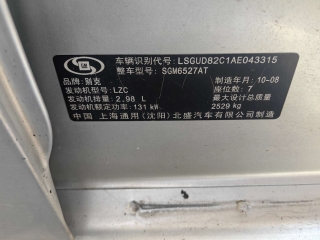 车辆识别代号:LSGUD82C1AE043315
整车型号:SGM6527AT
品牌:别克 制造年月:10-08
发动机型号:LZC 座位数:7
发动机排量:2.98 L 最大设计总质量
发动机额定功率:131 kW 2529 kg
中国 上海通用(沈阳)北盛汽车有限公司制造